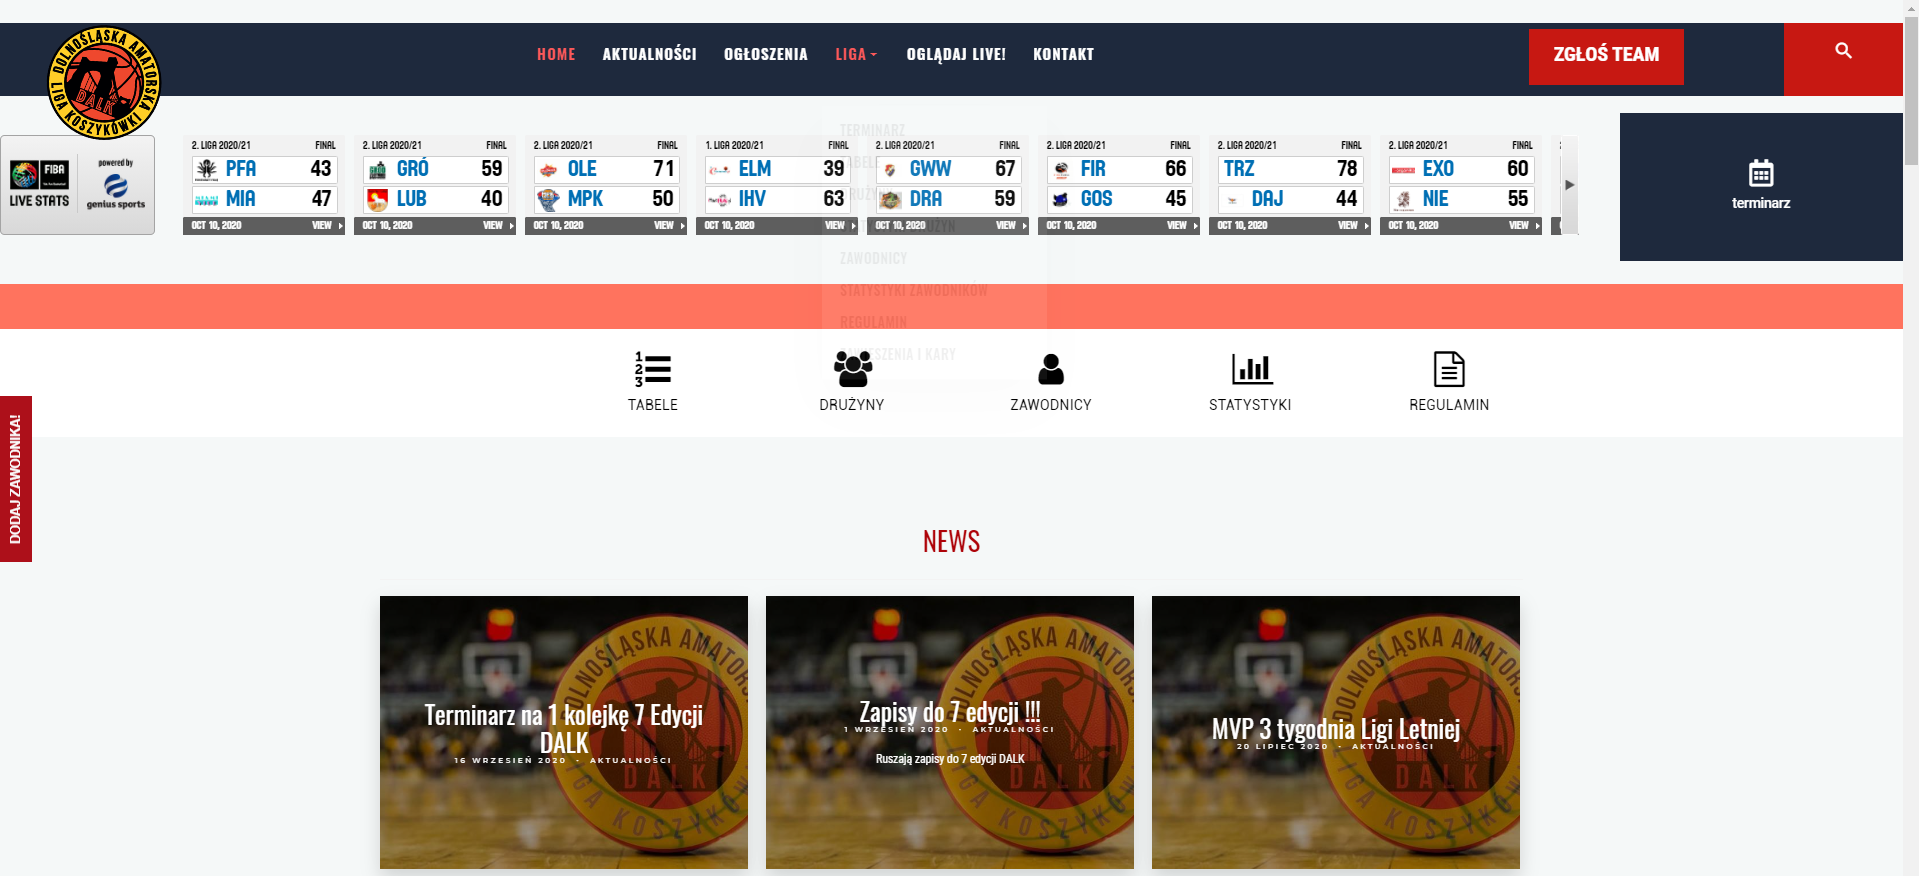 DOLNOŚLĄSKA AMATORSKA
LIGA KOSZYKÓWKI
DALK
HOME
AKTUALNOŚCI
OGŁOSZENIA
LIGA
OGLĄDAJ LIVE!
KONTAKT
ZGŁOŚ TEAM
FIBA
LIVE STATS
powered by
genius sports
2. LIGA 2020/21 FINAL
PFA 43
MIA 47
OCT 10, 2020 VIEW
2. LIGA 2020/21 FINAL
GRÓ 59
LUB 40
OCT 10, 2020 VIEW
2. LIGA 2020/21 FINAL
OLE 71
MPK 50
OCT 10, 2020 VIEW
1. LIGA 2020/21 FINAL
ELM 39
IHV 63
OCT 10, 2020 VIEW
2. LIGA 2020/21 FINAL
GWW 67
DRA 59
OCT 10, 2020 VIEW
2. LIGA 2020/21 FINAL
FIR 66
GOS 45
OCT 10, 2020 VIEW
2. LIGA 2020/21 FINAL
TRZ 78
DAJ 44
OCT 10, 2020 VIEW
2. LIGA 2020/21 FINAL
EXO 60
NIE 55
OCT 10, 2020 VIEW
terminarz
TERMINARZ
TABELE
ZAWODNICY
STATYSTYKI ZAWODNIKÓW
REGULAMIN
I KARY
TABELE
DRUŻYNY
ZAWODNICY
STATYSTYKI
REGULAMIN
DODAJ ZAWODNIKA!
NEWS
Terminarz na 1 kolejkę 7 Edycji
DALK
16 WRZESIEŃ 2020 - AKTUALNOŚCI
Zapisy do 7 edycji !!!
1 WRZESIEŃ 2020 - AKTUALNOŚCI
Ruszają zapisy do 7 edycji DALK
MVP 3 tygodnia Ligi Letniej
20 LIPIEC 2020 - AKTUALNOŚCI